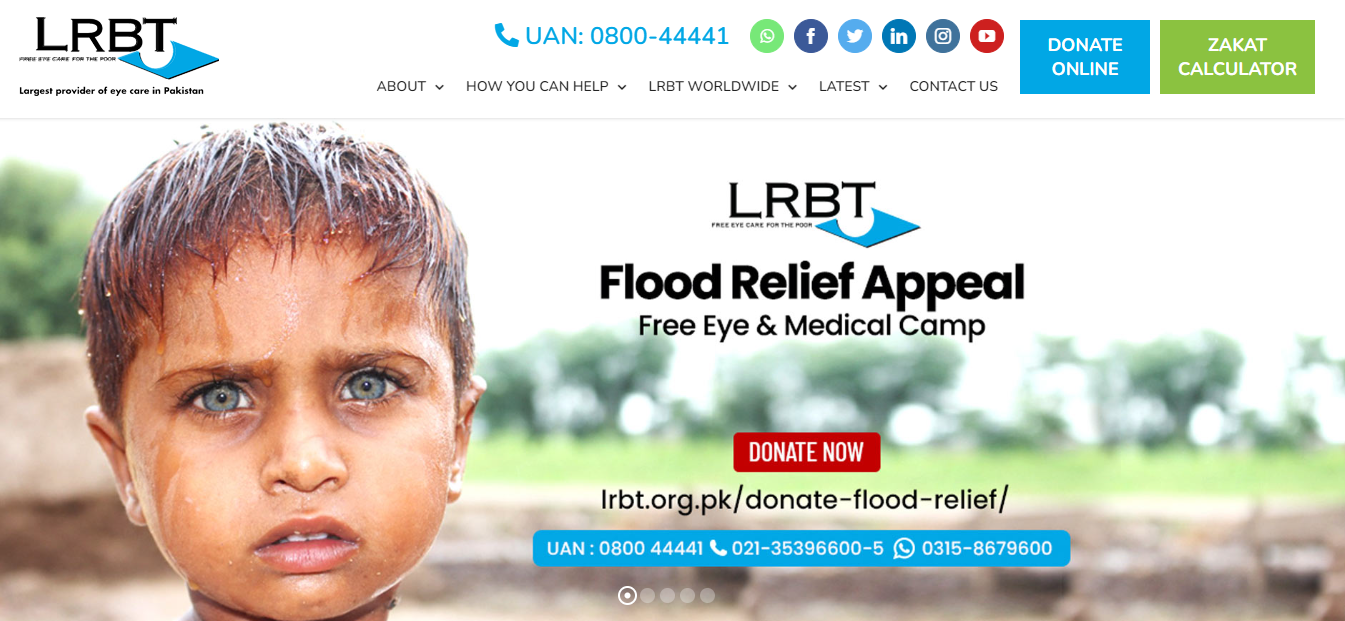 LRBT
FREE EYE CARE FOR THE POOR
Largest provider of eye care in Pakistan
UAN: 0800-44441
DONATE
ONLINE
ZAKAT
CALCULATOR
ABOUT HOW YOU CAN HELP LRBT WORLDWIDE LATEST CONTACT US
LRBT
FREE EYE CARE FOR THE POOR
Flood Relief Appeal
Free Eye & Medical Camp
DONATE NOW
lrbt.org.pk/donate-flood-relief/
UAN : 0800 44441 021-35396600-5 0315-8679600